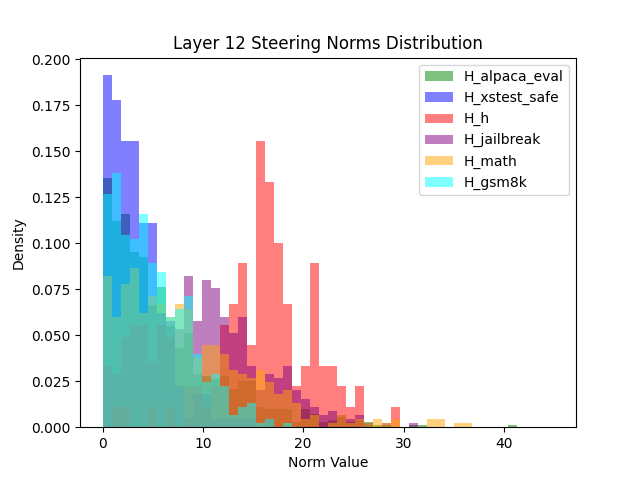 Layer 12 Steering Norms Distribution
0.200
0.175
0.150
0.125
0.100
0.075
0.050
0.025
0.000
Density
0
10
20
30
40
Norm Value
H_alpaca_eval
H_xstest_safe
H_h
H_jailbreak
H_math
H_gsm8k